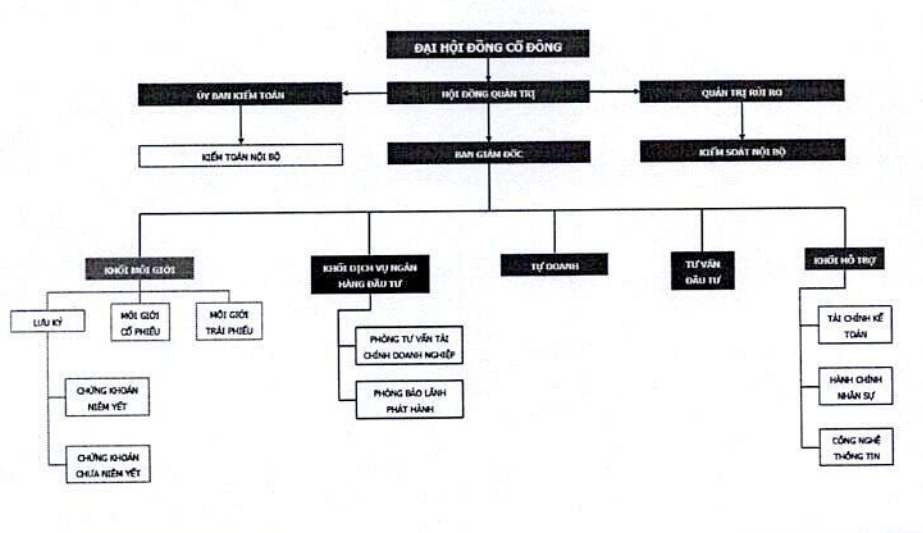 ĐẠI HỘI ĐỒNG CỔ ĐÔNG
ỦY BAN KIỂM TOÁN
HỘI ĐỒNG QUẢN TRỊ
QUẢN TRỊ RỦI RO
KIỂM TOÁN NỘI BỘ
BAN GIÁM ĐỐC
KIỂM SOÁT NỘI BỘ
KHỐI MÔI GIỚI
KHỐI DỊCH VỤ NGÂN
HÀNG ĐẦU TƯ
TỰ DOANH
TƯ VẤN
ĐẦU TƯ
KHỐI HỖ TRỢ
LƯU KÝ
MÔI GIỚI
CỔ PHIẾU
MÔI GIỚI
TRÁI PHIẾU
CHỨNG KHOÁN
NIÊM YẾT
CHỨNG KHOÁN
CHƯA NIÊM YẾT
PHÒNG TƯ VẤN TÀI
CHÍNH DOANH NGHIỆP
PHÒNG BẢO LÃNH
PHÁT HÀNH
TÀI CHÍNH KẾ
TOÁN
HÀNH CHÍNH
NHÂN SỰ
CÔNG NGHỆ
THÔNG TIN